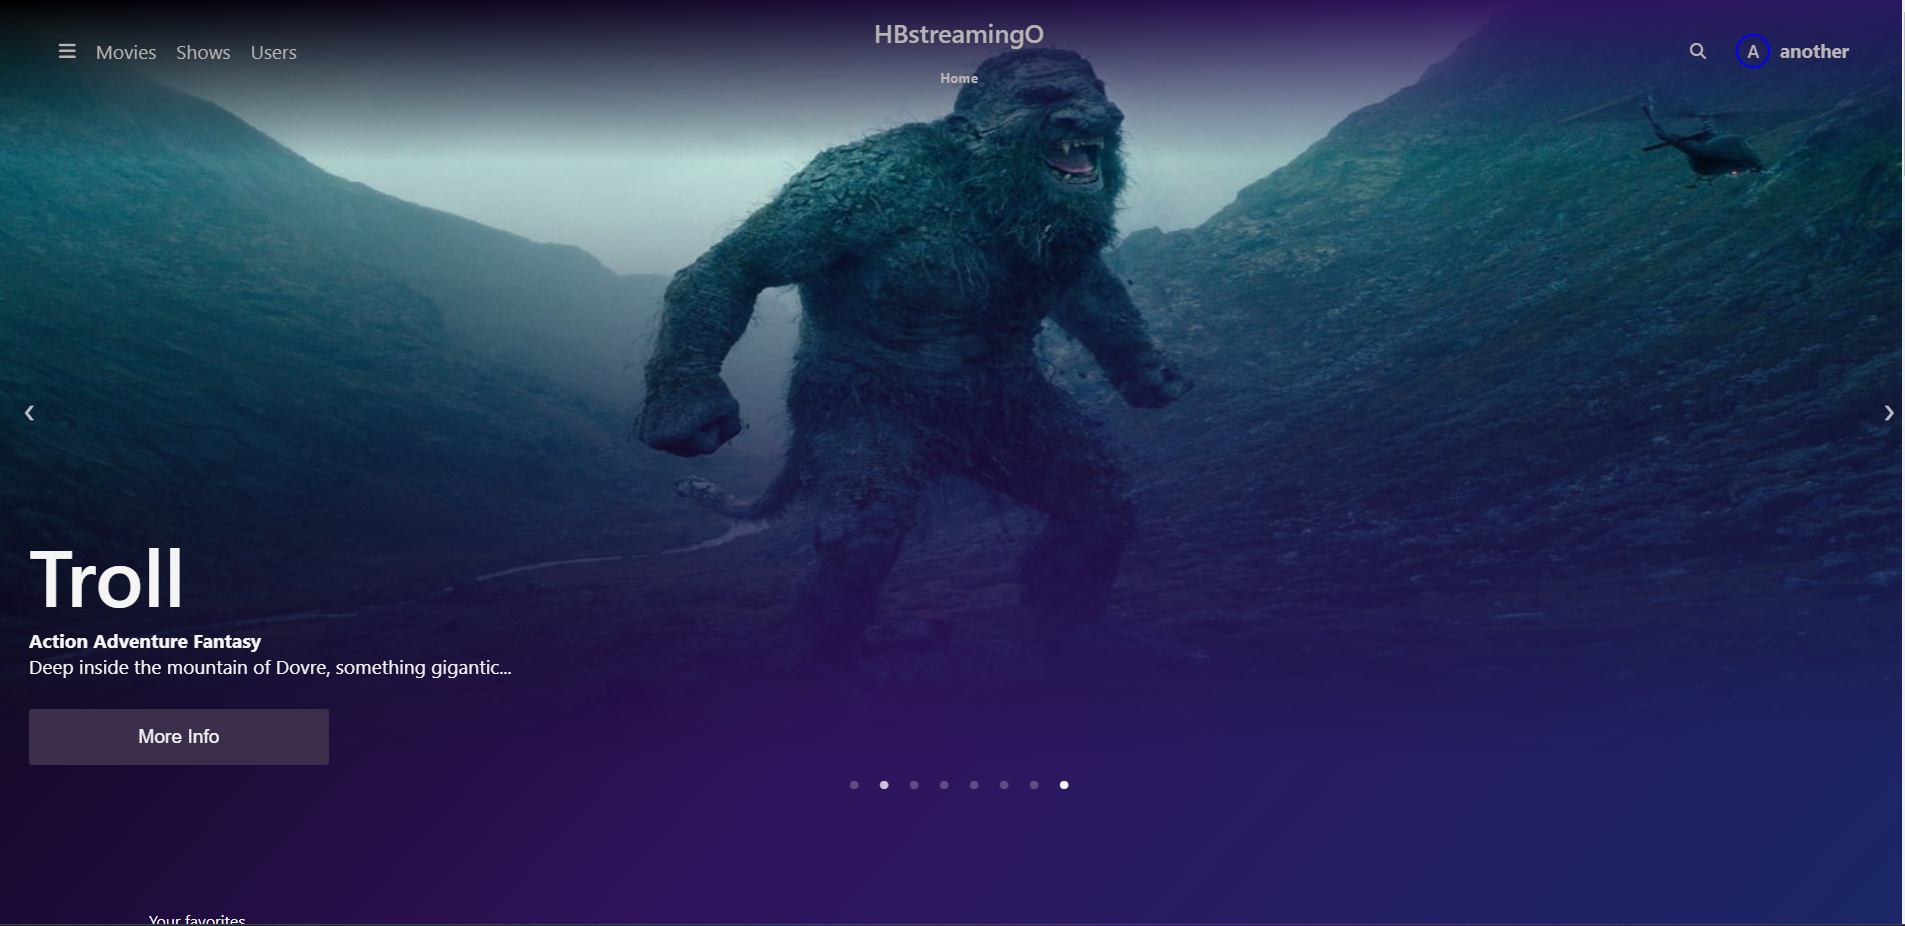 HBstreamingO
Movies Shows Users
A another
Home
Troll
Action Adventure Fantasy
Deep inside the mountain of Dovre, something gigantic...
More Info
Your favorites